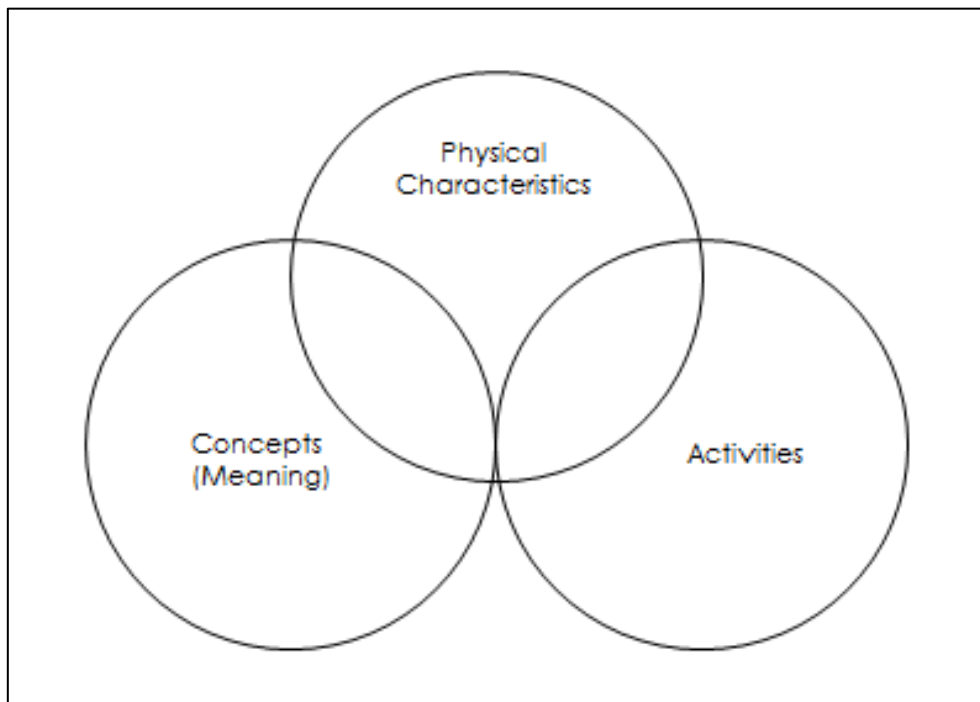 Physical
Characteristics
Concepts
(Meaning)
Activities